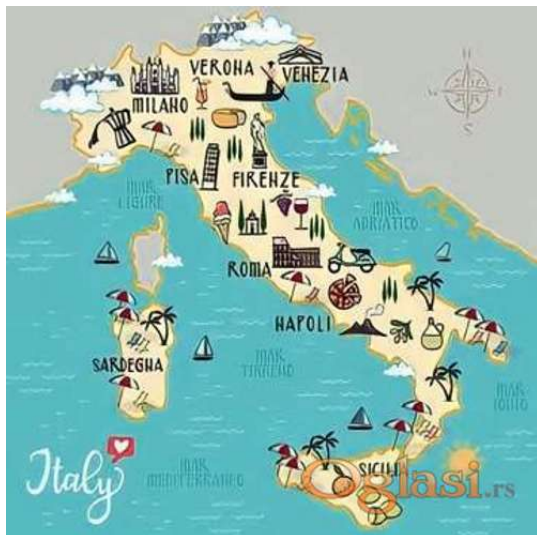 VERONA
VENEZIA
MILANO
PISA
FIRENZE
MAR
LIGURE
MAR
ADRIATICO
ROMA
NAPOLI
MAR
TIRRENO
SARDEGNA
MAR
IONIO
SICILIA
MAR
MEDITERRANEO
Italy
Oglasi.rs
N
W
S